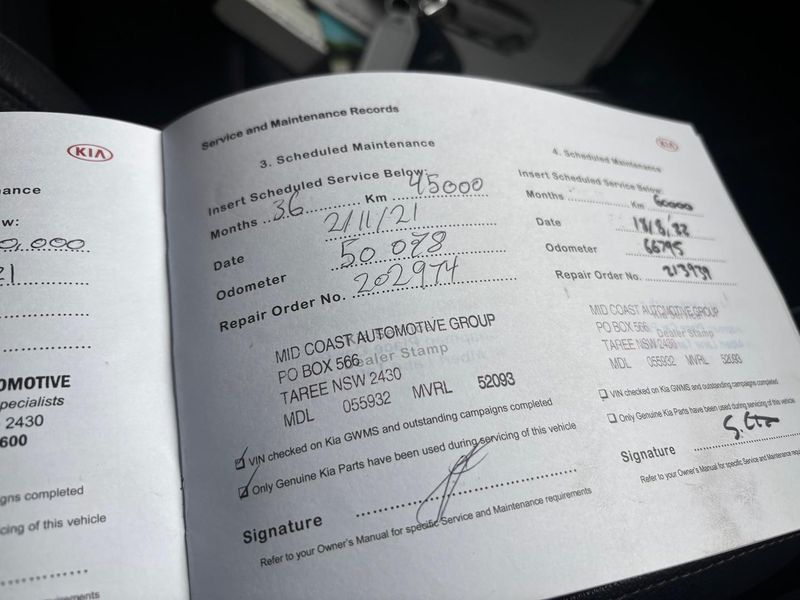 KIA
ance
w:
0,000
21
OMOTIVE
pecialists
2430
600
gns completed
cing of this vehicle
ements
Service and Maintenance Records
3. Scheduled Maintenance
Insert Scheduled Service Below:
Months 36 Km 45000
Date 2/11/21
Odometer 50 078
Repair Order No. 202974
MID COAST AUTOMOTIVE GROUP
PO BOX 566
Dealer Stamp
TAREE NSW 2430
MDL 055932 MVRL 52093
VIN checked on Kia GWMS and outstanding campaigns completed
Only Genuine Kia Parts have been used during servicing of this vehicle
Signature
Refer to your Owner's Manual for specific Service and Maintenance requirements
KIA
4. Scheduled Maintenance
Insert Scheduled Service Below:
Months Km 60000
Date 18/8/22
Odometer 66795
Repair Order No. 213939
MID COAST AUTOMOTIVE GROUP
PO BOX 566
Dealer Stamp
TAREE NSW 2430
MDL 055932 MVRL 52093
VIN checked on Kia GWMS and outstanding campaigns completed
Only Genuine Kia Parts have been used during servicing of this vehicle
Signature
Refer to your Owner's Manual for specific Service and Maintenance requ